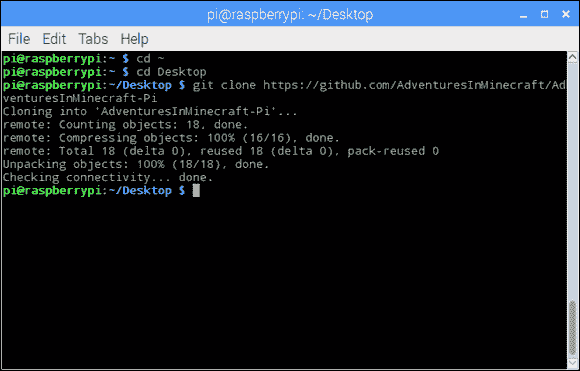 pi@raspberrypi: ~/Desktop
File Edit Tabs Help
pi@raspberrypi:~ $ cd ~
pi@raspberrypi:~ $ cd Desktop
pi@raspberrypi:~/Desktop $ git clone https://github.com/AdventuresInMinecraft/Ad
venturesInMinecraft-Pi
Cloning into 'AdventuresInMinecraft-Pi'...
remote: Counting objects: 18, done.
remote: Compressing objects: 100% (16/16), done.
remote: Total 18 (delta 0), reused 18 (delta 0), pack-reused 0
Unpacking objects: 100% (18/18), done.
Checking connectivity... done.
pi@raspberrypi:~/Desktop $